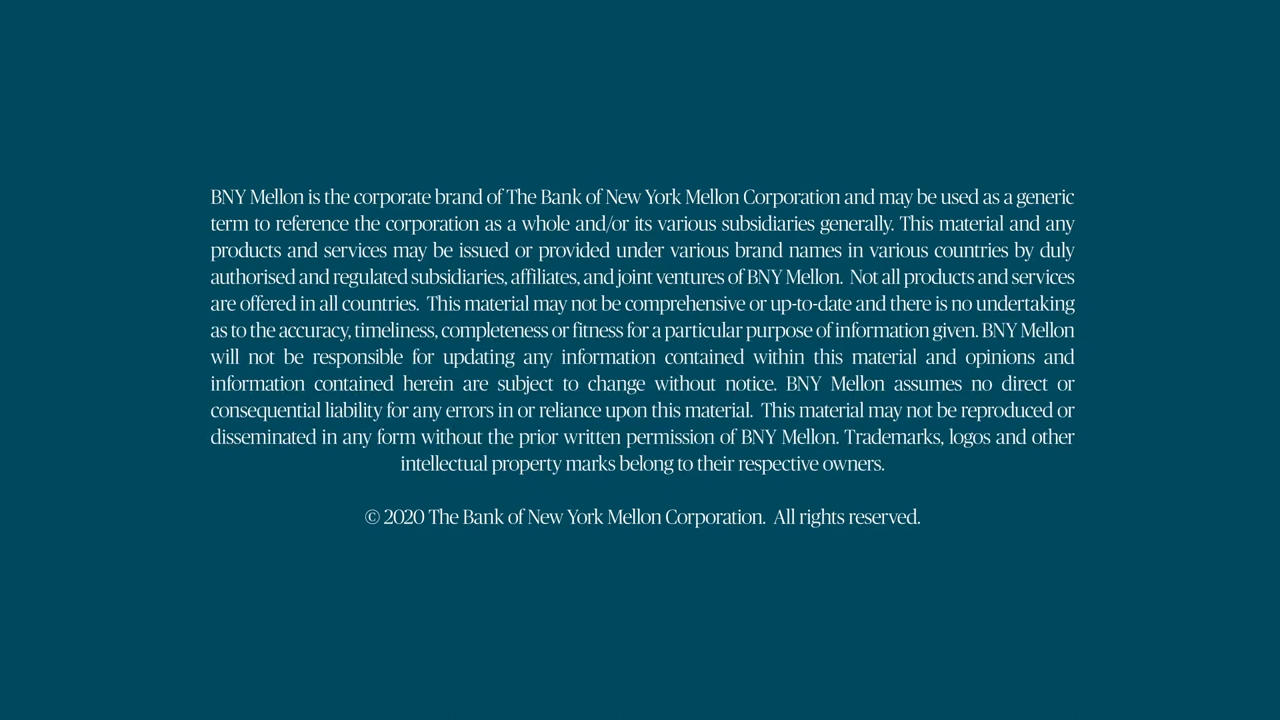 BNY Mellon is the corporate brand of The Bank of New York Mellon Corporation and may be used as a generic
term to reference the corporation as a whole and/or its various subsidiaries generally. This material and any
products and services may be issued or provided under various brand names in various countries by duly
authorised and regulated subsidiaries, affiliates, and joint ventures of BNY Mellon.  Not all products and services
are offered in all countries.  This material may not be comprehensive or up-to-date and there is no undertaking
as to the accuracy, timeliness, completeness or fitness for a particular purpose of information given. BNY Mellon
will not be responsible for updating any information contained within this material and opinions and
information contained herein are subject to change without notice. BNY Mellon assumes no direct or
consequential liability for any errors in or reliance upon this material.  This material may not be reproduced or
disseminated in any form without the prior written permission of BNY Mellon. Trademarks, logos and other
intellectual property marks belong to their respective owners.
© 2020 The Bank of New York Mellon Corporation.  All rights reserved.